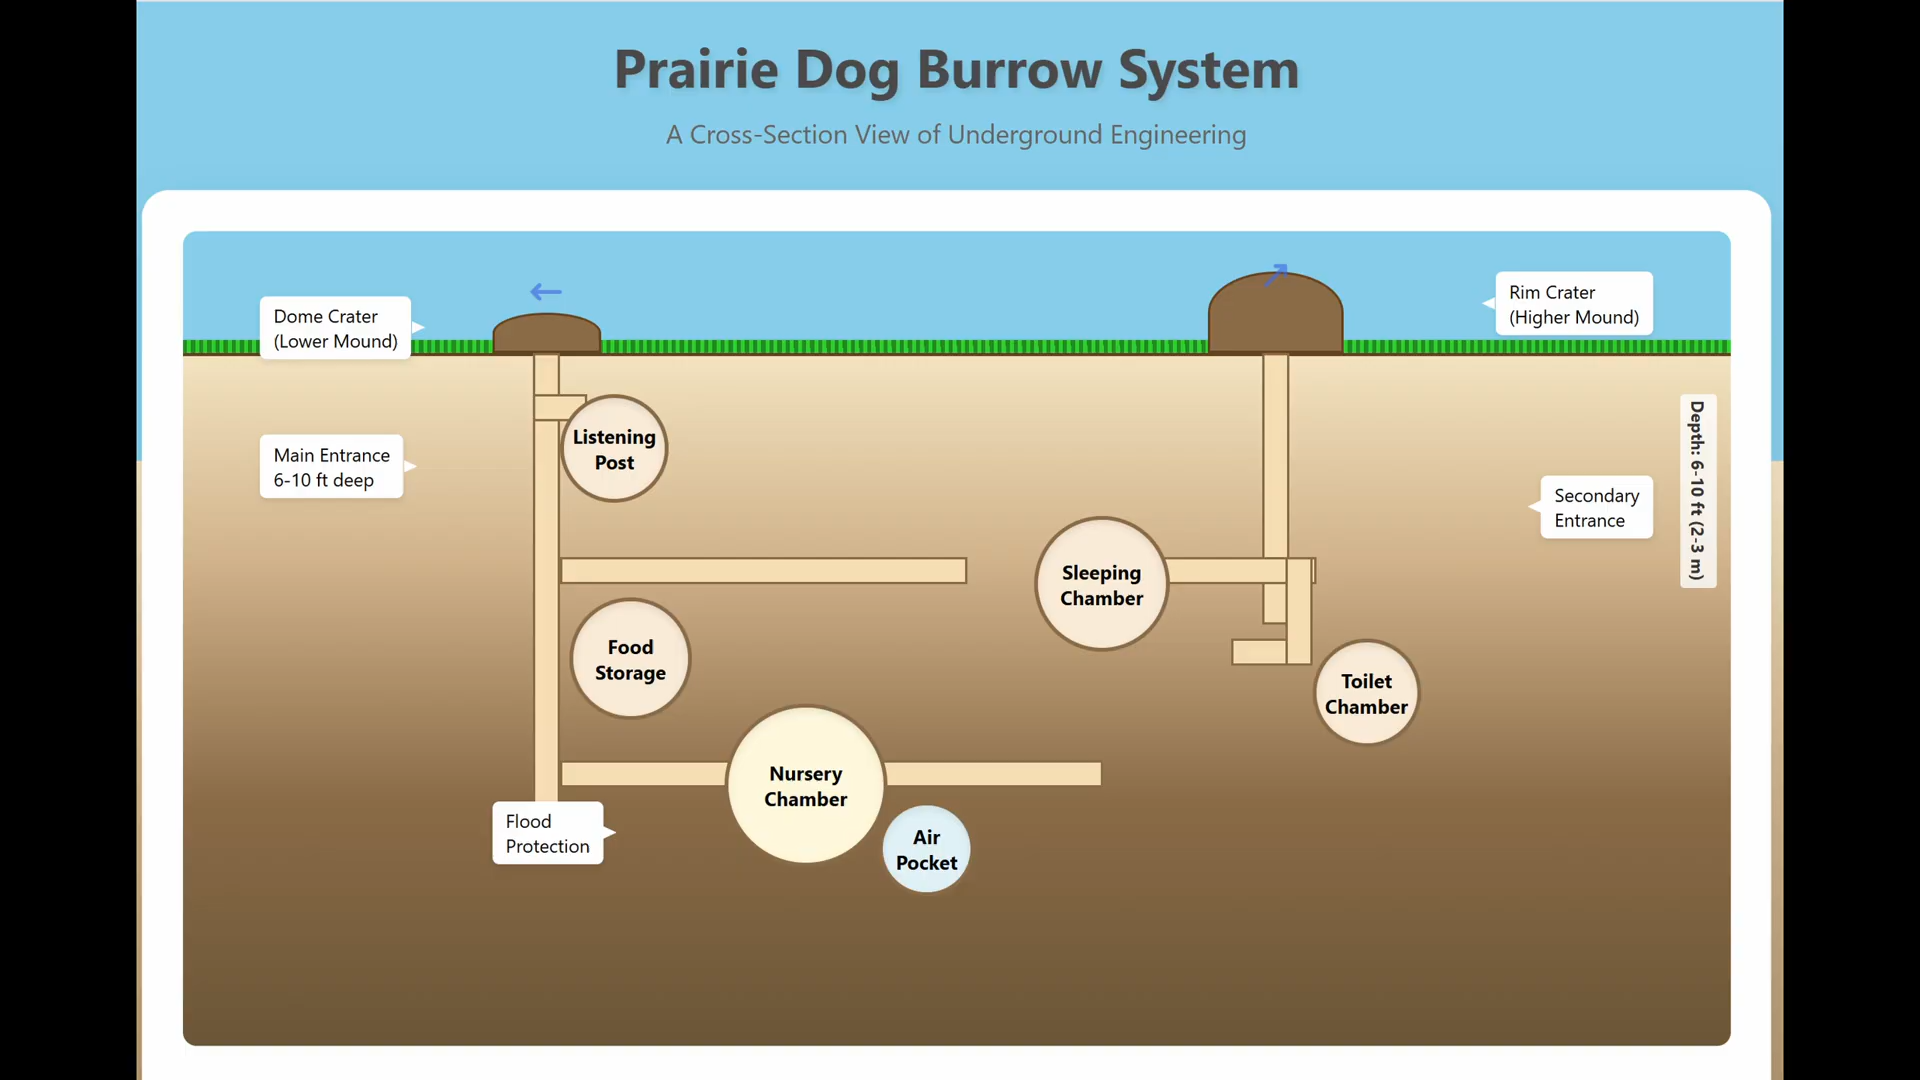 Prairie Dog Burrow System
A Cross-Section View of Underground Engineering
Dome Crater
(Lower Mound)
Rim Crater
(Higher Mound)
Listening
Post
Main Entrance
6-10 ft deep
Secondary
Entrance
Depth: 6-10 ft (2-3 m)
Sleeping
Chamber
Food
Storage
Toilet
Chamber
Nursery
Chamber
Flood
Protection
Air
Pocket